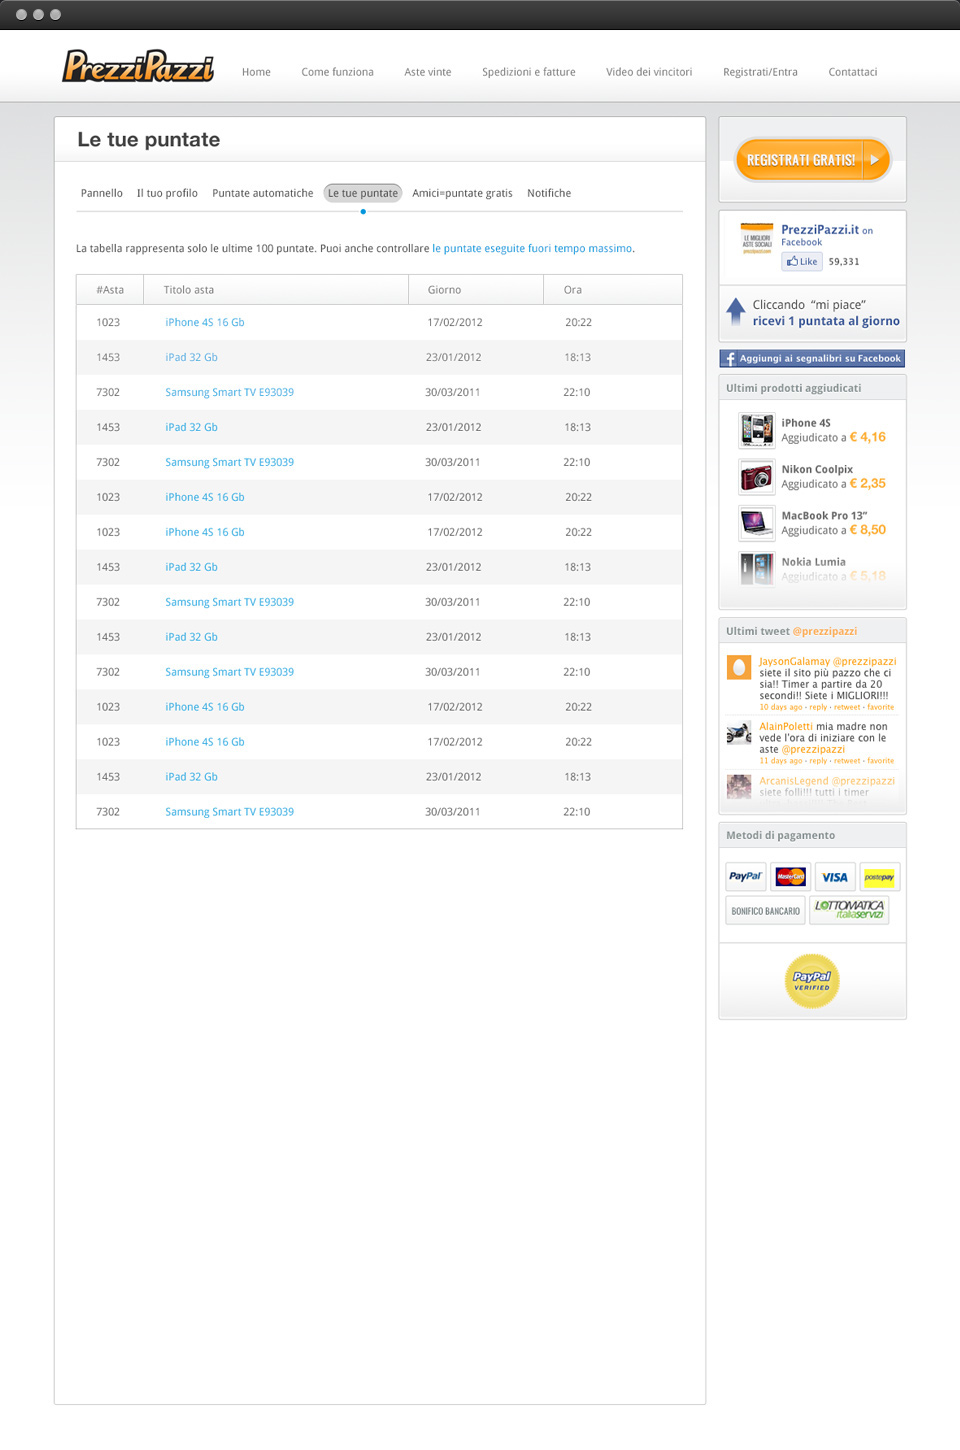 PrezziPazzi
Home Come funziona Aste vinte Spedizioni e fatture Video dei vincitori Registrati/Entra Contattaci
Le tue puntate
Pannello Il tuo profilo Puntate automatiche Le tue puntate Amici=puntate gratis Notifiche
La tabella rappresenta solo le ultime 100 puntate. Puoi anche controllare le puntate eseguite fuori tempo massimo.
#Asta Titolo asta Giorno Ora
1023 iPhone 4S 16 Gb 17/02/2012 20:22
1453 iPad 32 Gb 23/01/2012 18:13
7302 Samsung Smart TV E93039 30/03/2011 22:10
1453 iPad 32 Gb 23/01/2012 18:13
7302 Samsung Smart TV E93039 30/03/2011 22:10
1023 iPhone 4S 16 Gb 17/02/2012 20:22
1023 iPhone 4S 16 Gb 17/02/2012 20:22
1453 iPad 32 Gb 23/01/2012 18:13
7302 Samsung Smart TV E93039 30/03/2011 22:10
1453 iPad 32 Gb 23/01/2012 18:13
7302 Samsung Smart TV E93039 30/03/2011 22:10
1023 iPhone 4S 16 Gb 17/02/2012 20:22
1023 iPhone 4S 16 Gb 17/02/2012 20:22
1453 iPad 32 Gb 23/01/2012 18:13
7302 Samsung Smart TV E93039 30/03/2011 22:10
REGISTRATI GRATIS!
LE MIGLIORI
ASTE SOCIALI
PrezziPazzi.it on
Facebook
Like 59,331
Cliccando “mi piace”
ricevi 1 puntata al giorno
Aggiungi ai segnalibri su Facebook
Ultimi prodotti aggiudicati
iPhone 4S
Aggiudicato a € 4,16
Nikon Coolpix
Aggiudicato a € 2,35
MacBook Pro 13”
Aggiudicato a € 8,50
Nokia Lumia
Aggiudicato a € 5,18
Ultimi tweet @prezzipazzi
JaysonGalamay @prezzipazzi
siete il sito più pazzo che ci
sia!! Timer a partire da 20
secondi!! Siete i MIGLIORI!!!
10 days ago • reply • retweet • favorite
AlainPoletti mia madre non
vede l'ora di iniziare con le
aste @prezzipazzi
11 days ago • reply • retweet • favorite
ArcanisLegend @prezzipazzi
siete folli!!! tutti i timer
Metodi di pagamento
PayPal MasterCard VISA postepay
BONIFICO BANCARIO LOTTOMATICA
italiaservizi
PayPal
VERIFIED